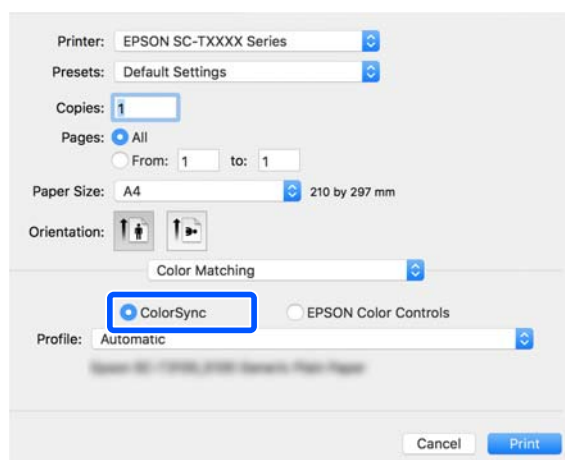 Printer: EPSON SC-TXXXX Series
Presets: Default Settings
Copies: 1
Pages: All
From: 1 to: 1
Paper Size: A4 210 by 297 mm
Orientation:
Color Matching
ColorSync EPSON Color Controls
Profile: Automatic
Cancel Print